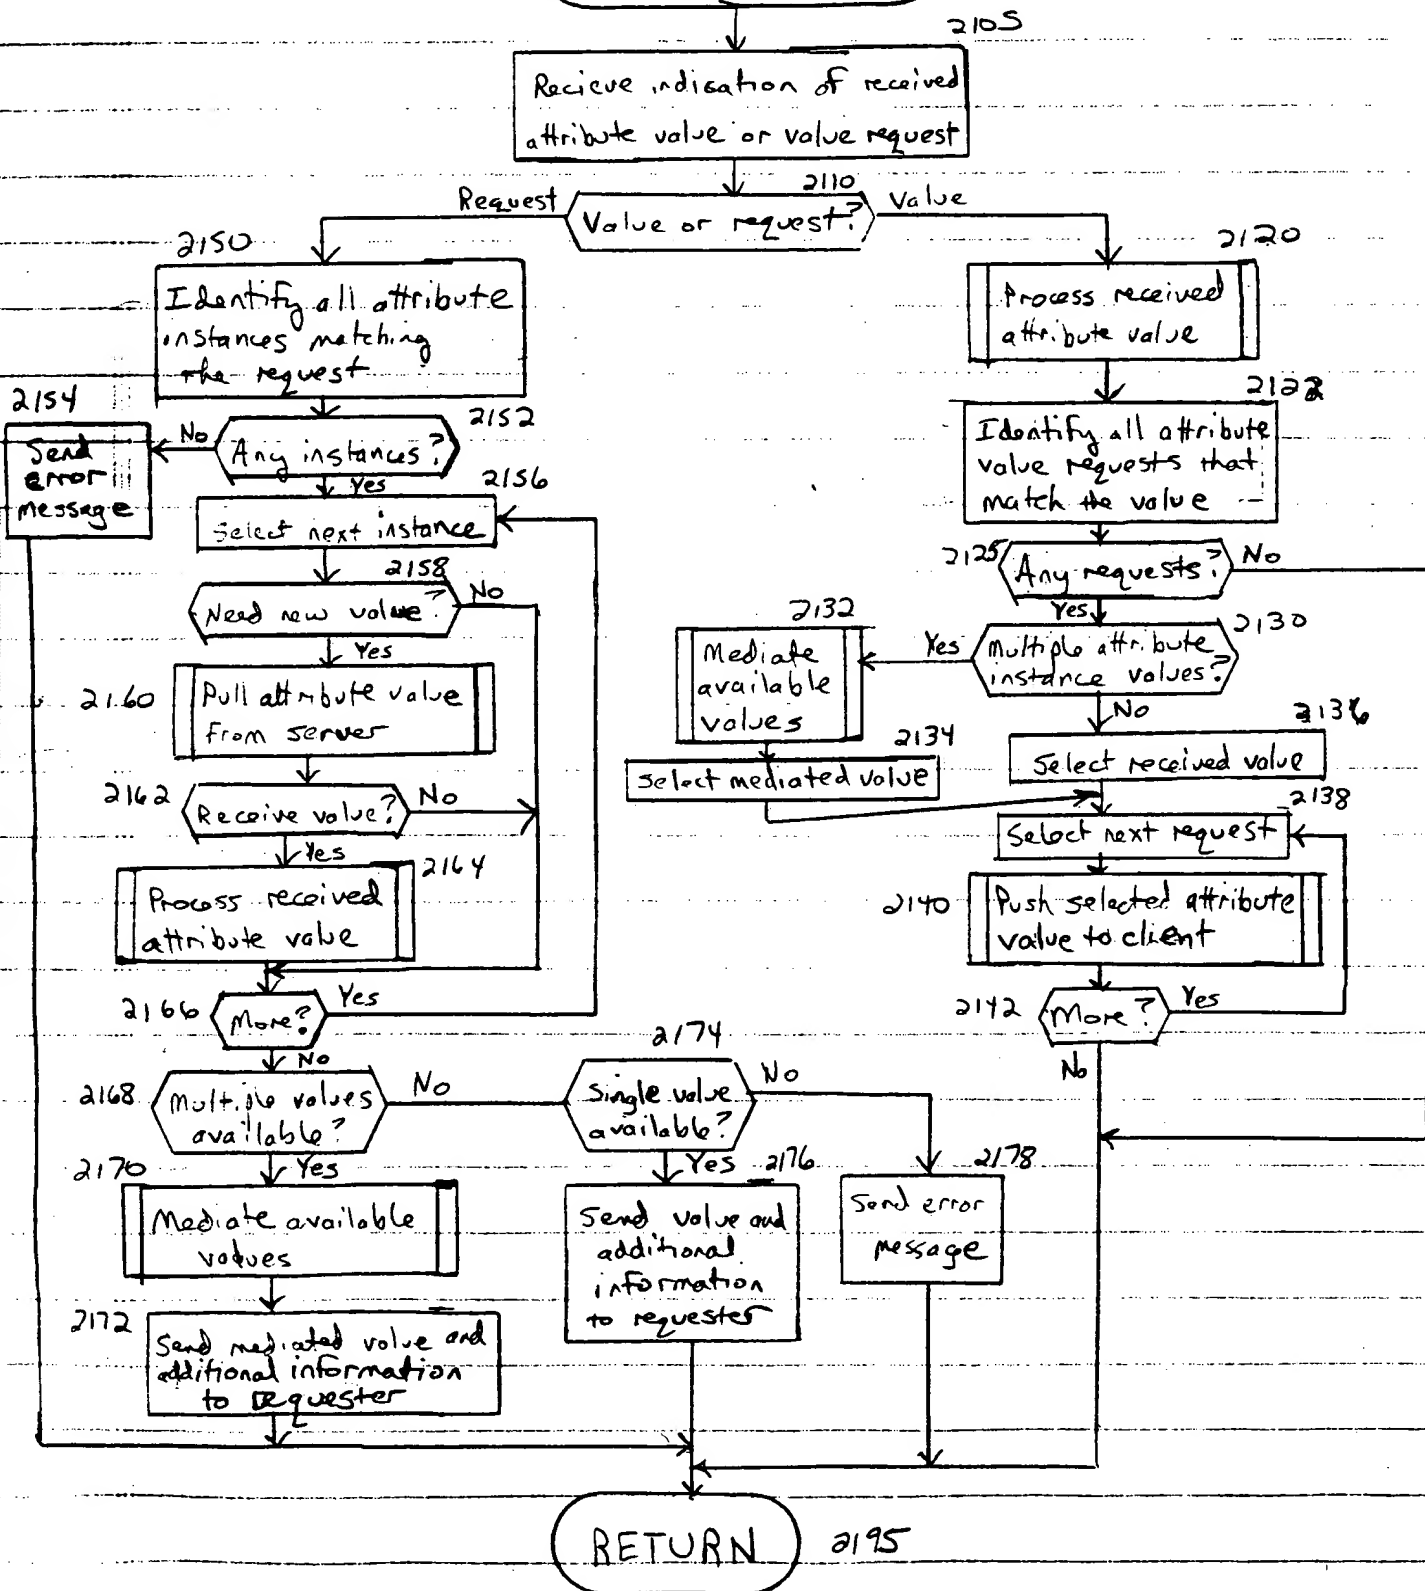 2105
Recieve indication of received
attribute value or value request
2110
Request
Value or request?
Value
2150
Identify all attribute
instances matching
the request
2120
Process received
attribute value
2154
Send
error
message
No
2152
Any instances?
Yes
2156
Select next instance
2158
Need new value?
No
Yes
2160
Pull attribute value
from server
2162
Receive value?
No
Yes
2164
Process received
attribute value
2166
More?
Yes
No
2168
Multiple values
available?
No
Yes
2170
Mediate available
values
2172
Send mediated value and
additional information
to requester
2174
Single value
available?
No
Yes
2176
Send value and
additional
information
to requester
2178
Send error
message
2122
Identify all attribute
value requests that
match the value
2125
Any requests?
No
Yes
2130
Multiple attribute
instance values?
Yes
No
2132
Mediate
available
values
2134
Select mediated value
2136
Select received value
2138
Select next request
2140
Push selected attribute
value to client
2142
More?
Yes
No
RETURN
2195